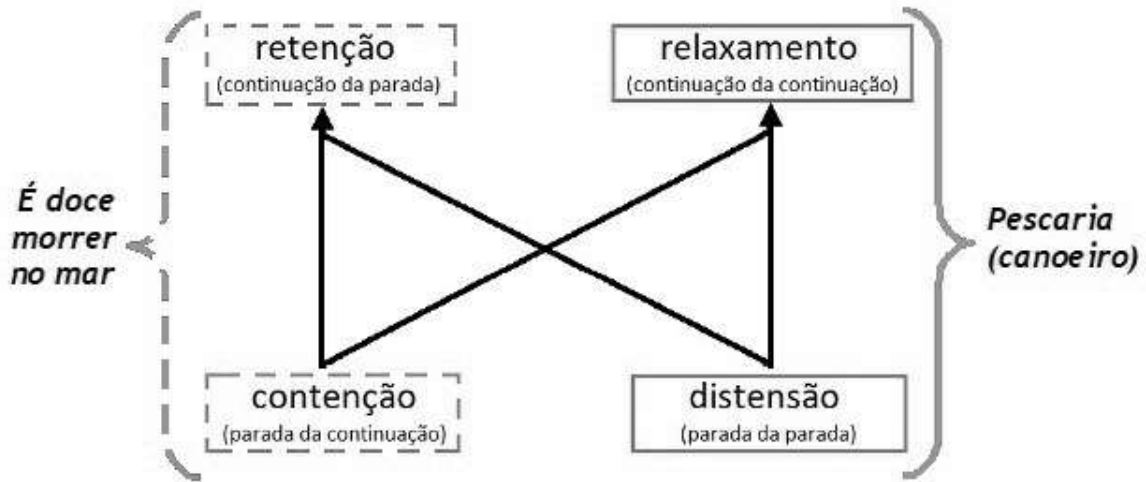 retenção
(continuação da parada)
relaxamento
(continuação da continuação)
É doce
morrer
no mar
Pescaria
(canoeiro)
contenção
(parada da continuação)
distensão
(parada da parada)